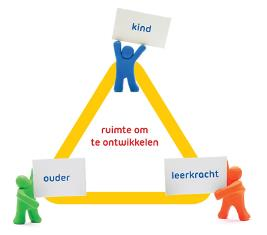 kind
ruimte om
te ontwikkelen
ouder
leerkracht